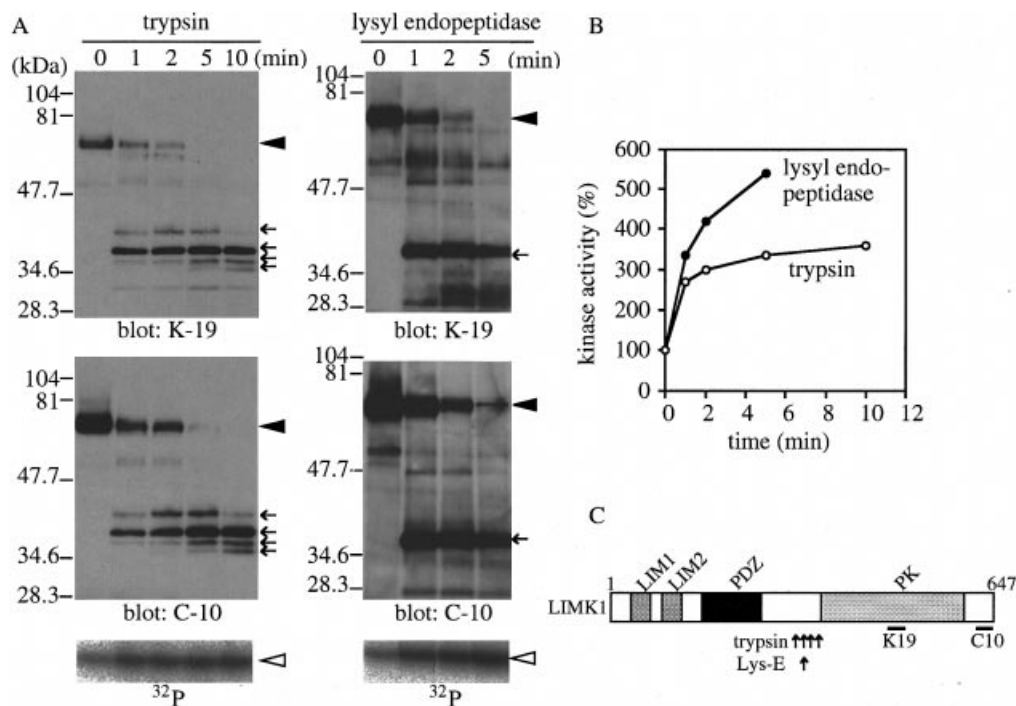 A
trypsin
0 1 2 5 10 (min)
(kDa)
104
81
47.7
34.6
28.3
blot: K-19
104
81
47.7
34.6
28.3
blot: C-10
32P
lysyl endopeptidase
0 1 2 5 (min)
104
81
47.7
34.6
28.3
blot: K-19
104
81
47.7
34.6
28.3
blot: C-10
32P
B
600
500
400
300
200
100
0
kinase activity (%)
lysyl endo-
peptidase
trypsin
0 2 4 6 8 10 12
time (min)
C
1 LIM1 LIM2 PDZ PK 647
LIMK1
trypsin K19 C10
Lys-E